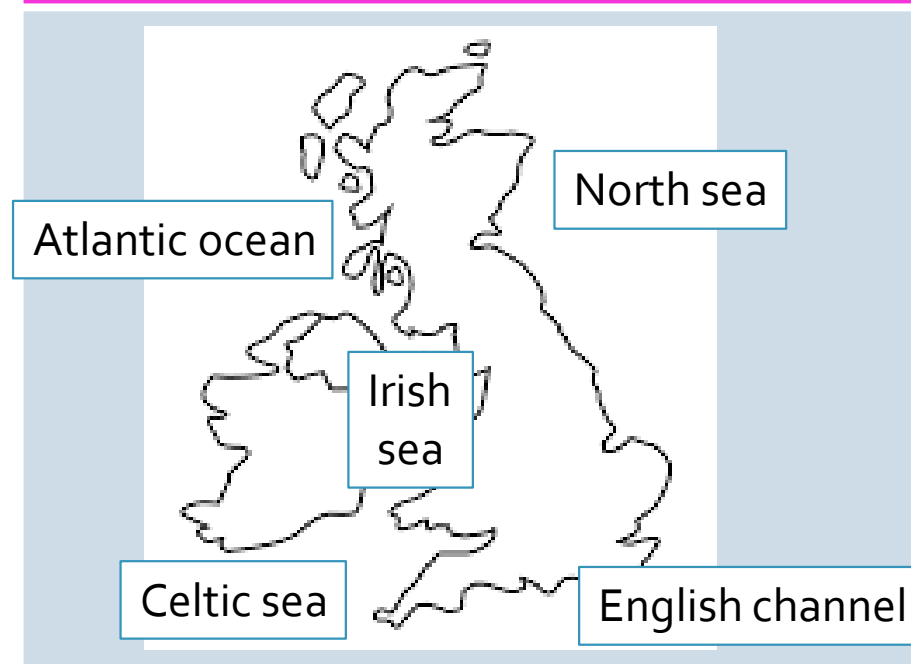 North sea
Atlantic ocean
Irish
sea
Celtic sea
English channel